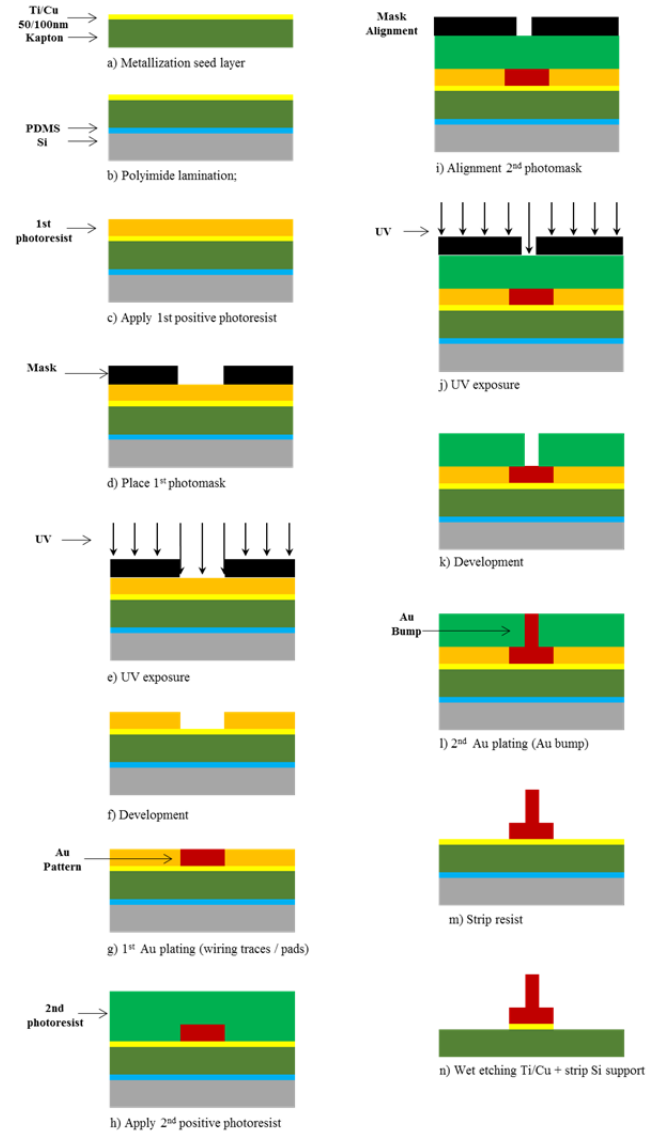 Ti/Cu
50/100nm
Kapton
a) Metallization seed layer
PDMS
Si
b) Polyimide lamination;
1st
photoresist
c) Apply 1st positive photoresist
Mask
d) Place 1st photomask
UV
e) UV exposure
f) Development
Au
Pattern
g) 1st Au plating (wiring traces / pads)
2nd
photoresist
h) Apply 2nd positive photoresist
Mask
Alignment
i) Alignment 2nd photomask
UV
j) UV exposure
k) Development
Au
Bump
l) 2nd Au plating (Au bump)
m) Strip resist
n) Wet etching Ti/Cu + strip Si support